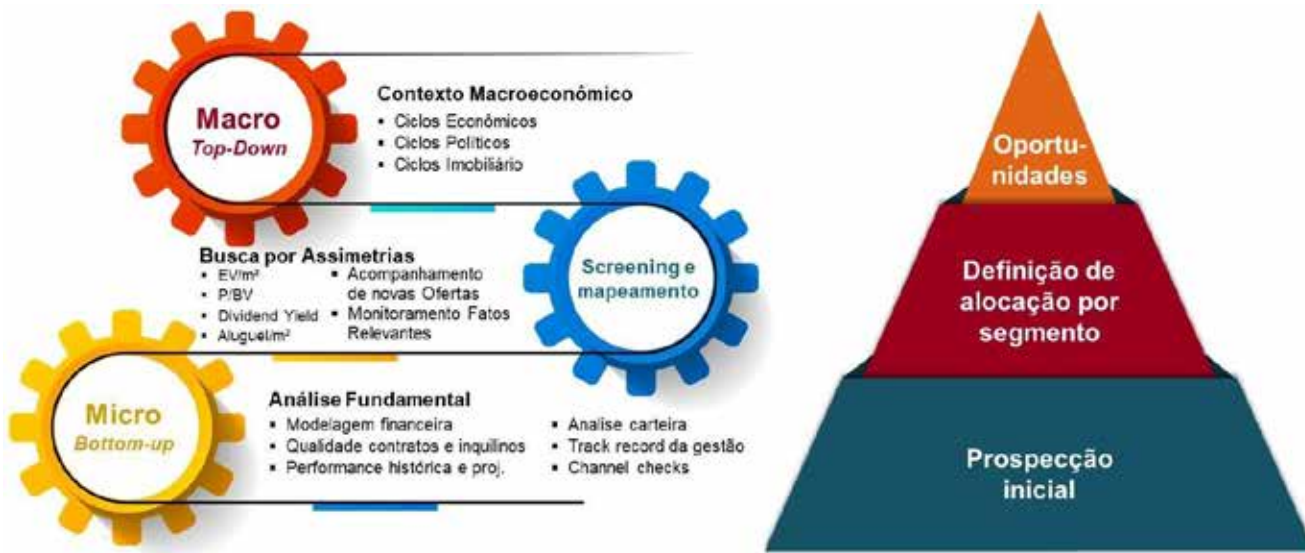 Macro
Top-Down
Contexto Macroeconômico
▪ Ciclos Econômicos
▪ Ciclos Políticos
▪ Ciclos Imobiliário
Busca por Assimetrias
▪ EV/m²
▪ P/BV
▪ Dividend Yield
▪ Aluguel/m²
▪ Acompanhamento
de novas Ofertas
▪ Monitoramento Fatos
Relevantes
Screening e
mapeamento
Micro
Bottom-up
Análise Fundamental
▪ Modelagem financeira
▪ Qualidade contratos e inquilinos
▪ Performance histórica e proj.
▪ Analise carteira
▪ Track record da gestão
▪ Channel checks
Oportu-
nidades
Definição de
alocação por
segmento
Prospecção
inicial